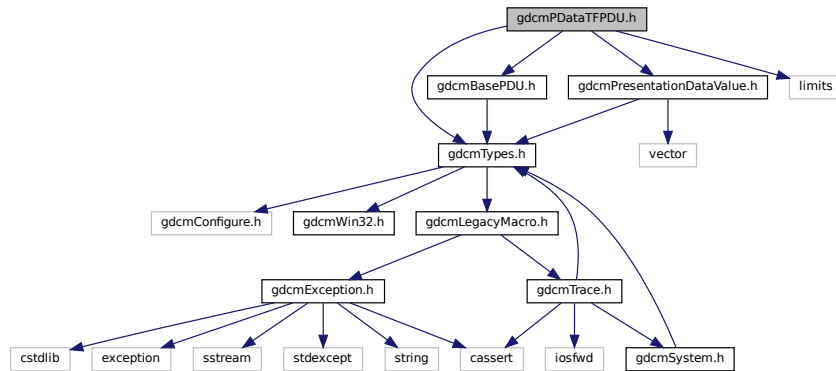 gdcmPDataTFPDU.h
gdcmBasePDU.h
gdcmPresentationDataValue.h
limits
gdcmTypes.h
vector
gdcmConfigure.h
gdcmWin32.h
gdcmLegacyMacro.h
gdcmException.h
gdcmTrace.h
cstdlib
exception
sstream
stdexcept
string
cassert
iosfwd
gdcmSystem.h